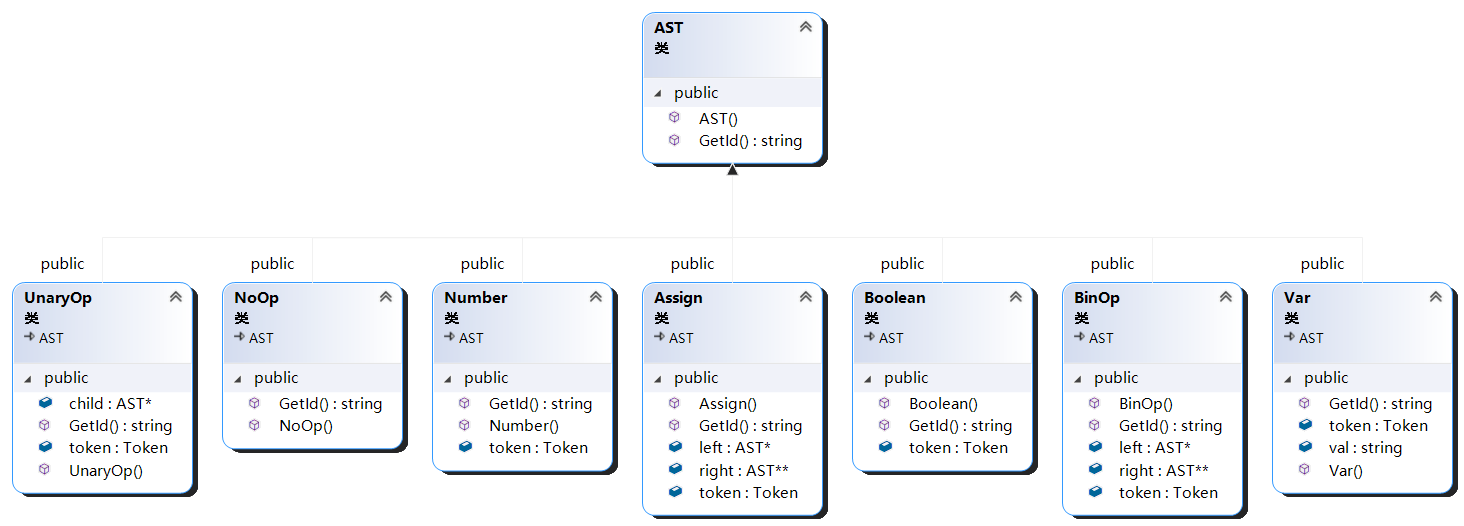 AST
类
public
AST()
GetId() : string
public
UnaryOp
类
AST
public
child : AST*
GetId() : string
token : Token
UnaryOp()
public
NoOp
类
AST
public
GetId() : string
NoOp()
public
Number
类
AST
public
GetId() : string
Number()
token : Token
public
Assign
类
AST
public
Assign()
GetId() : string
left : AST*
right : AST**
token : Token
public
Boolean
类
AST
public
Boolean()
GetId() : string
token : Token
public
BinOp
类
AST
public
BinOp()
GetId() : string
left : AST*
right : AST**
token : Token
public
Var
类
AST
public
GetId() : string
token : Token
val : string
Var()